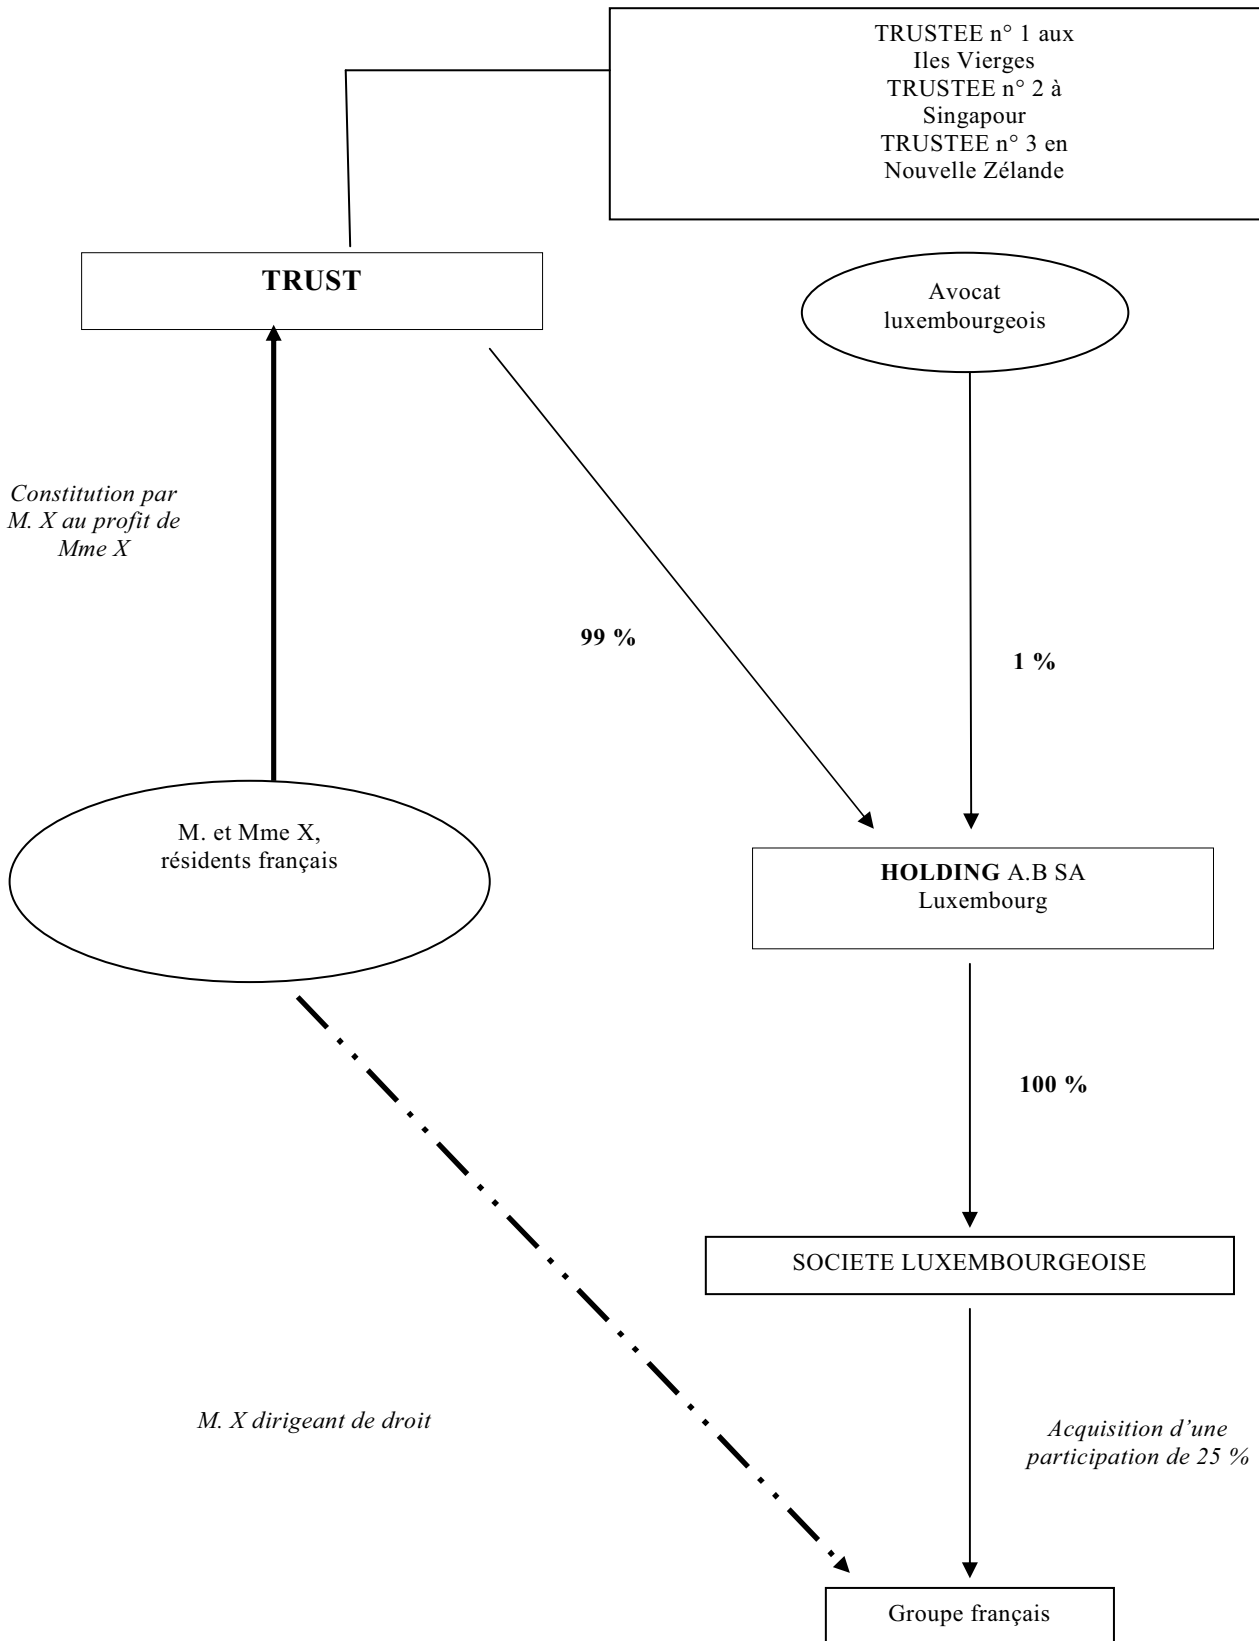 TRUSTEE n° 1 aux
Iles Vierges
TRUSTEE n° 2 à
Singapour
TRUSTEE n° 3 en
Nouvelle Zélande
TRUST
Avocat
luxembourgeois
Constitution par
M. X au profit de
Mme X
99 %
1 %
M. et Mme X,
résidents français
HOLDING A.B SA
Luxembourg
100 %
SOCIETE LUXEMBOURGEOISE
M. X dirigeant de droit
Acquisition d’une
participation de 25 %
Groupe français